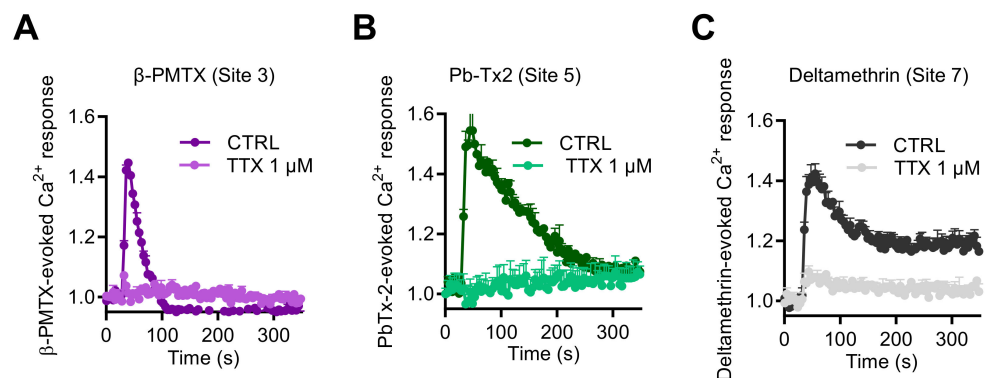 A
β-PMTX (Site 3)
β-PMTX-evoked Ca2+ response
1.6
1.4
1.2
1.0
CTRL
TTX 1 μM
0
100
200
300
Time (s)
B
Pb-Tx2 (Site 5)
PbTx-2-evoked Ca2+ response
1.6
1.4
1.2
1.0
CTRL
TTX 1 μM
0
100
200
300
Time (s)
C
Deltamethrin (Site 7)
Deltamethrin-evoked Ca2+ response
1.6
1.4
1.2
1.0
CTRL
TTX 1 μM
0
100
200
300
Time (s)